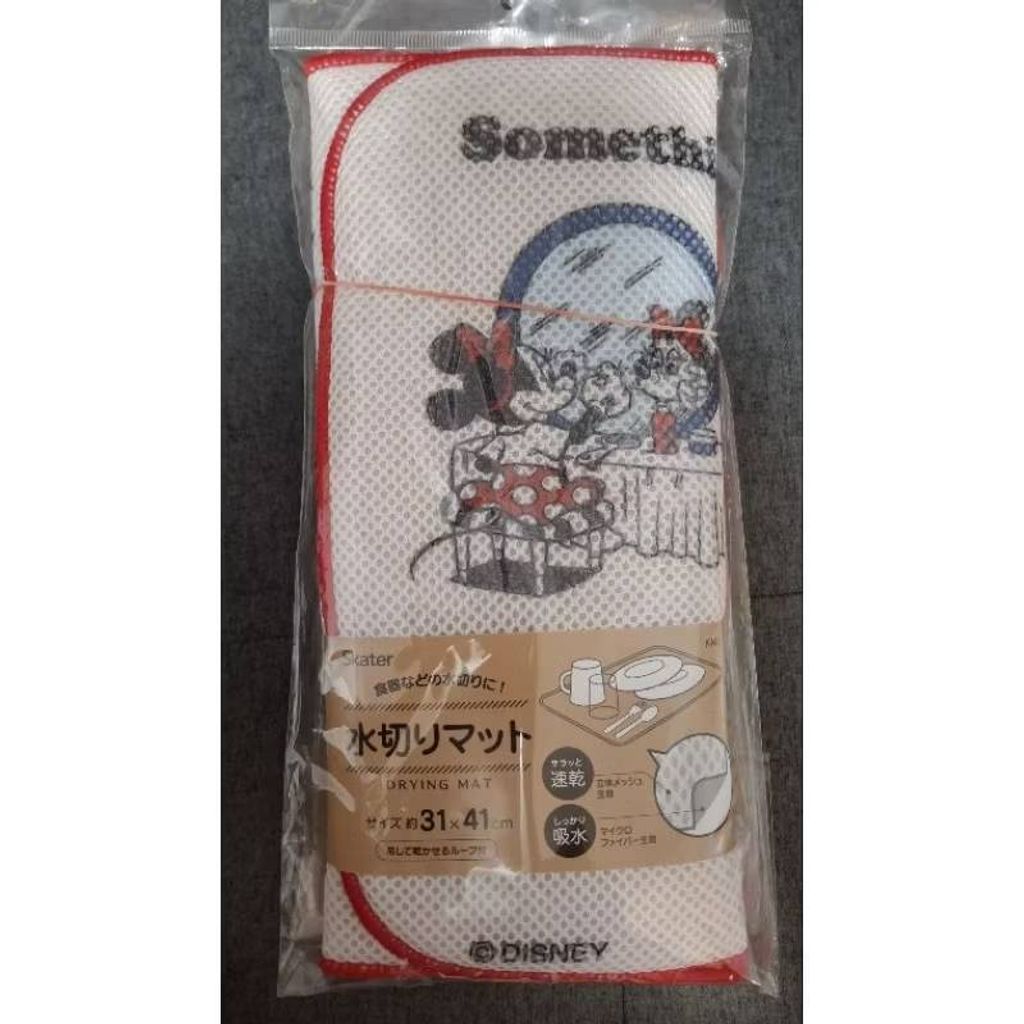 Somethi
Skater
食器などの水切りに!
水切りマット
DRYING MAT
サイズ 約31×41cm
吊して乾かせるループ付
サラッと
速乾
立体メッシュ
生地
しっかり
吸水
マイクロ
ファイバー生地
© DISNEY